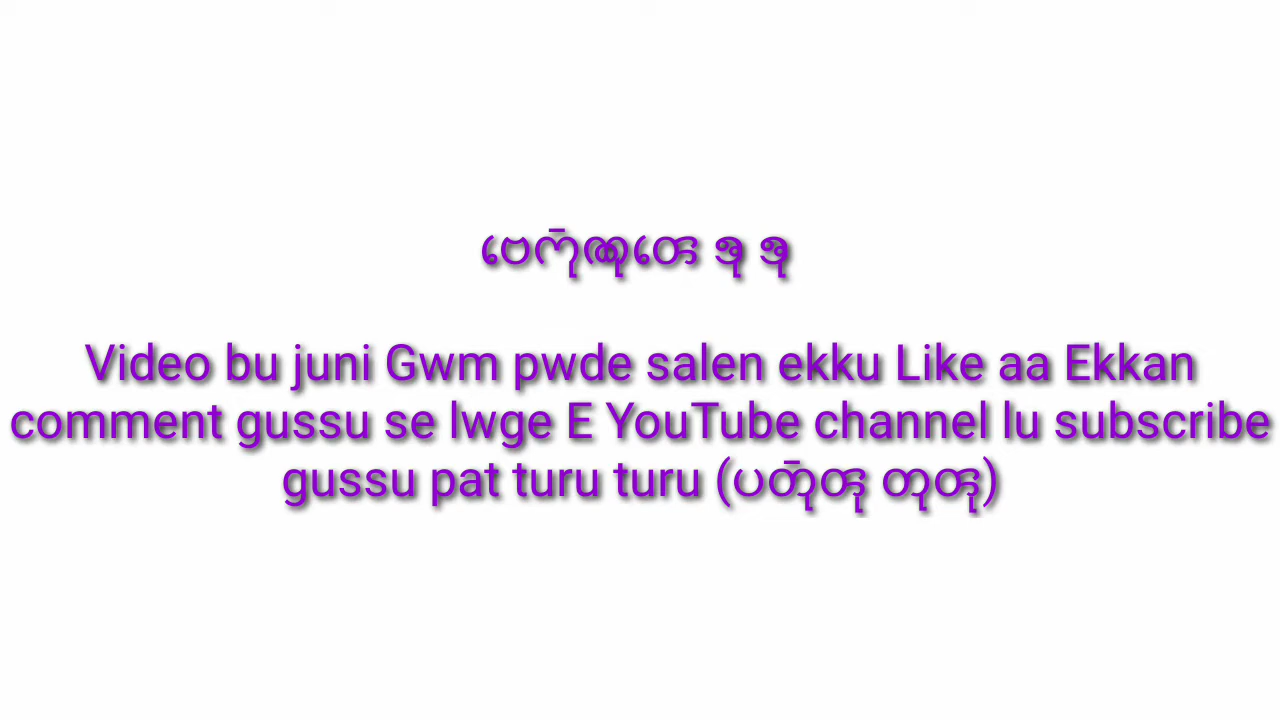 Video bu juni Gwm pwde salen ekku Like aa Ekkan
comment gussu se lwge E YouTube channel lu subscribe
gussu pat turu turu